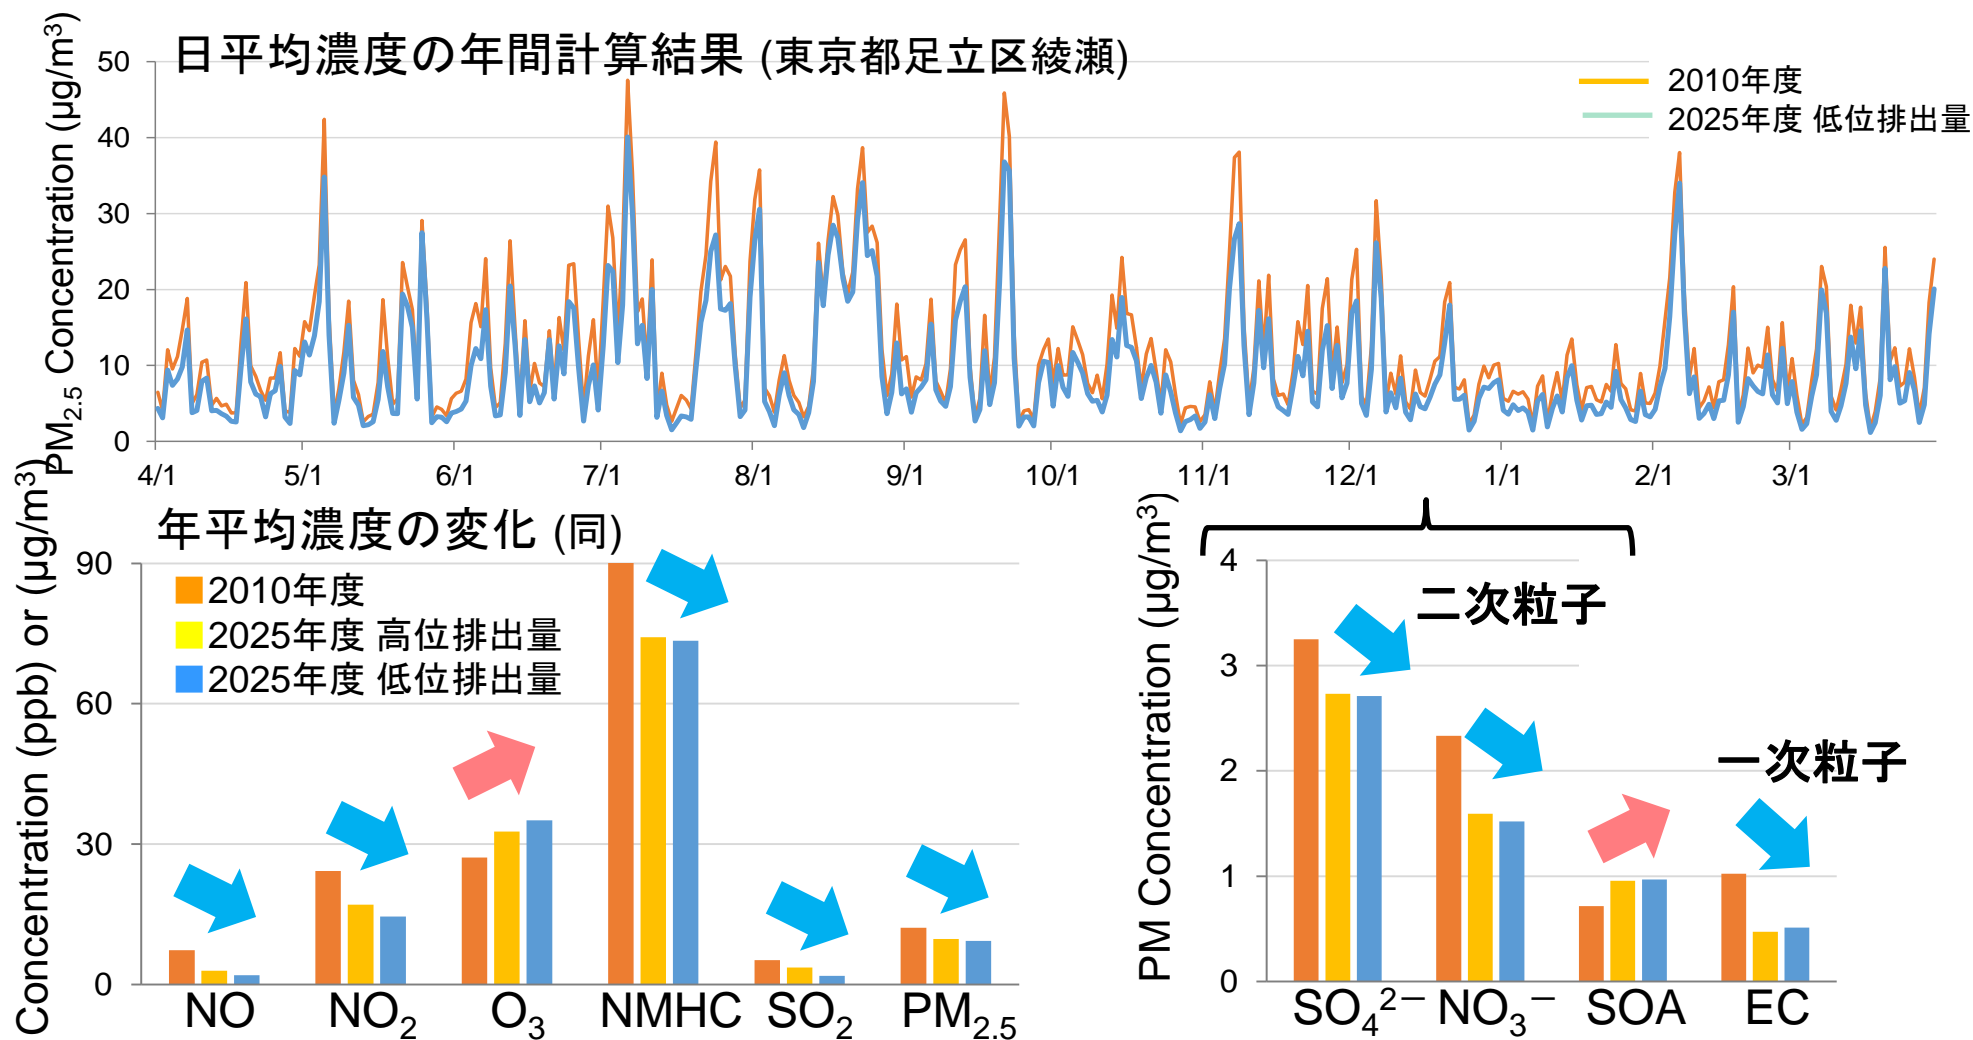 日平均濃度の年間計算結果 (東京都足立区綾瀬)
PM2.5 Concentration (μg/m³)
50
40
30
20
10
0
2010年度
2025年度 低位排出量
4/1 5/1 6/1 7/1 8/1 9/1 10/1 11/1 12/1 1/1 2/1 3/1
年平均濃度の変化 (同)
Concentration (ppb) or (μg/m³)
90
60
30
0
2010年度
2025年度 高位排出量
2025年度 低位排出量
NO NO₂ O₃ NMHC SO₂ PM2.5
PM Concentration (μg/m³)
4
3
2
1
0
二次粒子
一次粒子
SO₄²⁻ NO₃⁻ SOA EC